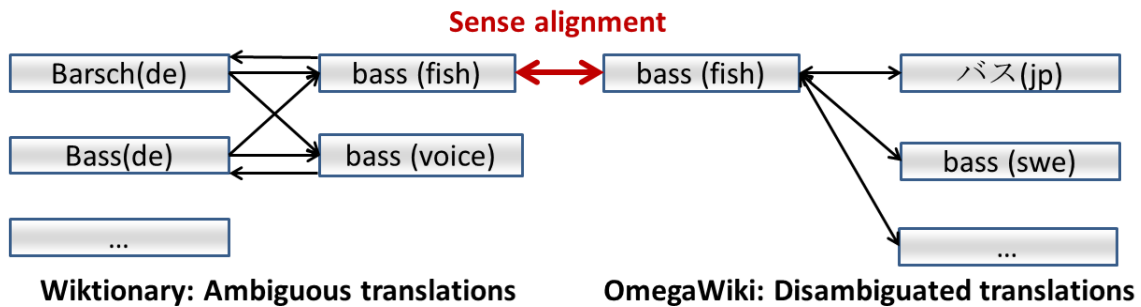 Sense alignment
Barsch(de) bass (fish) bass (fish) バス(jp)
Bass(de) bass (voice) bass (swe)
... ...
Wiktionary: Ambiguous translations OmegaWiki: Disambiguated translations